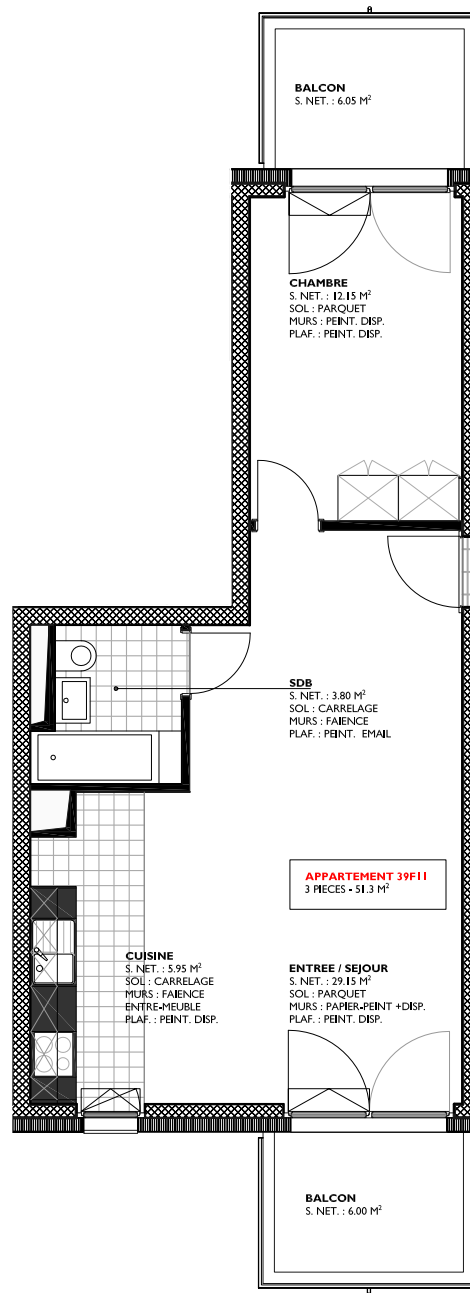 BALCON
S. NET. : 6.05 M²
CHAMBRE
S. NET. : 12.15 M²
SOL : PARQUET
MURS : PEINT. DISP.
PLAF. : PEINT. DISP.
SDB
S. NET. : 3.80 M²
SOL : CARRELAGE
MURS : FAIENCE
PLAF. : PEINT. EMAIL
APPARTEMENT 39F11
3 PIECES - 51.3 M²
CUISINE
S. NET. : 5.95 M²
SOL : CARRELAGE
MURS : FAIENCE
ENTRE-MEUBLE
PLAF. : PEINT. DISP.
ENTREE / SEJOUR
S. NET. : 29.15 M²
SOL : PARQUET
MURS : PAPIER-PEINT +DISP.
PLAF. : PEINT. DISP.
BALCON
S. NET. : 6.00 M²